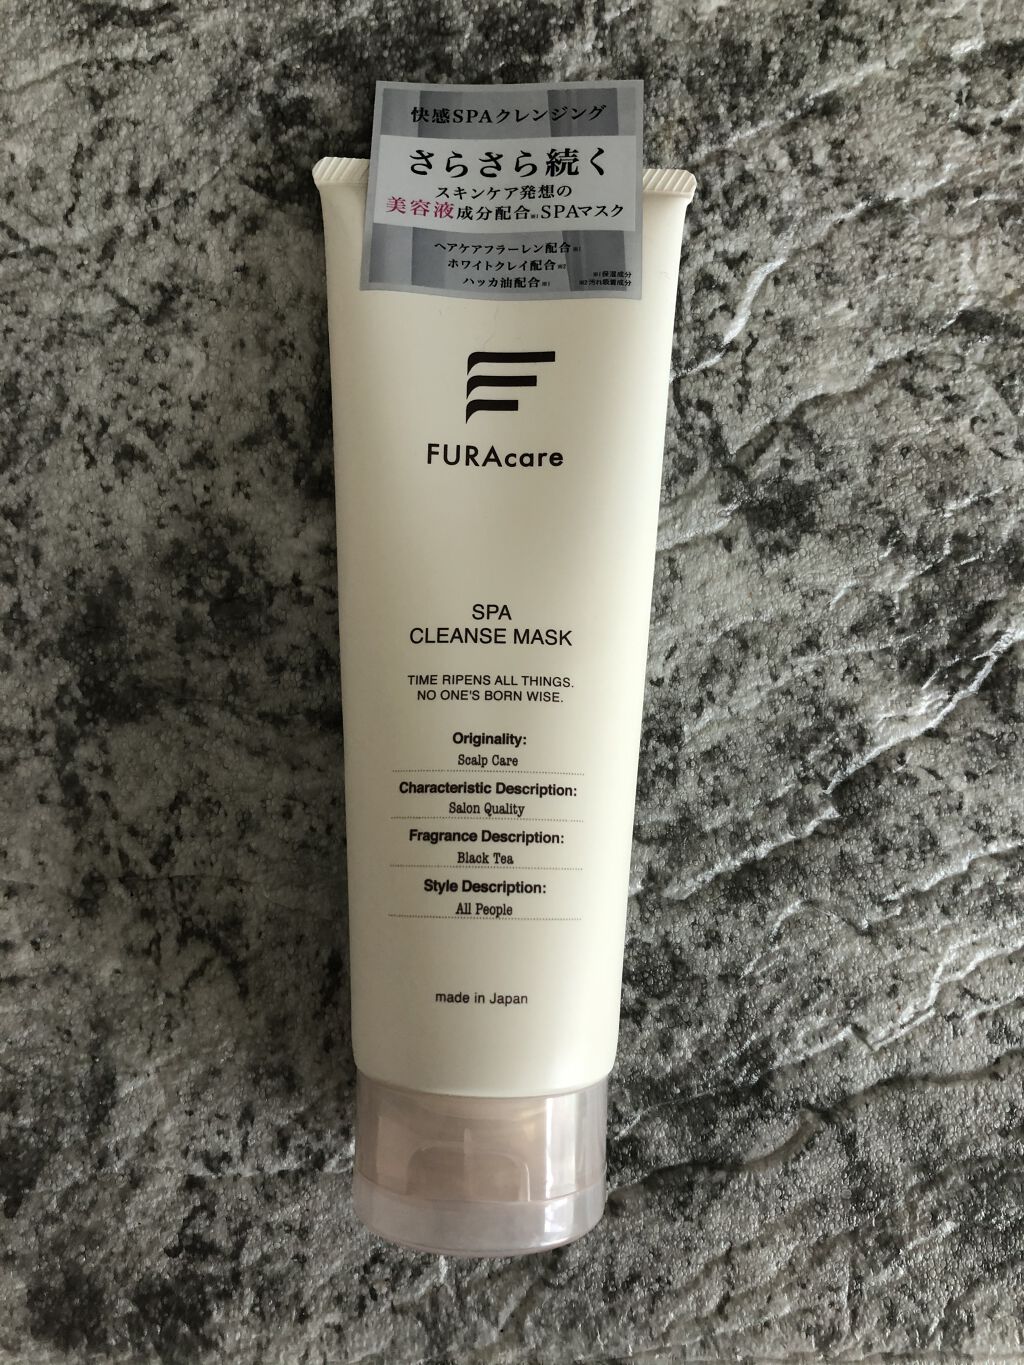 快感SPAクレンジング
さらさら続く
スキンケア発想の
美容液成分配合※1SPAマスク
ヘアケアフラーレン配合※1
ホワイトクレイ配合※2
ハッカ油配合※1
※1保湿成分
※2汚れ吸着成分
FURAcare
SPA
CLEANSE MASK
TIME RIPENS ALL THINGS.
NO ONE'S BORN WISE.
Originality:
Scalp Care
Characteristic Description:
Salon Quality
Fragrance Description:
Black Tea
Style Description:
All People
made in Japan